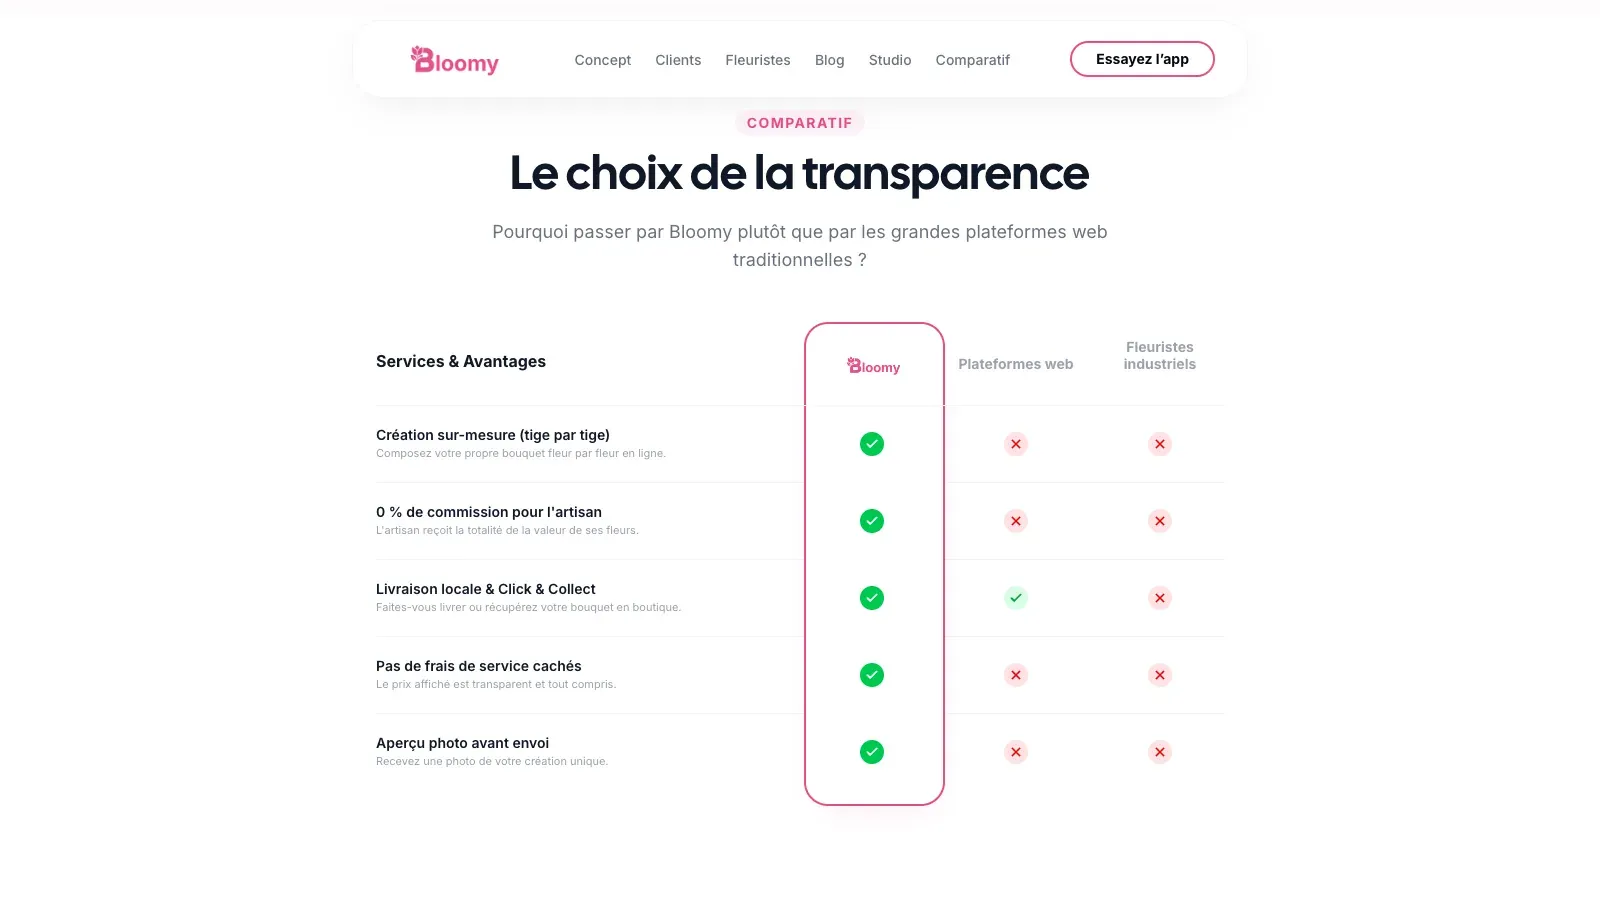 Bloomy
Concept
Clients
Fleuristes
Blog
Studio
Comparatif
Essayez l’app
COMPARATIF
Le choix de la transparence
Pourquoi passer par Bloomy plutôt que par les grandes plateformes web
traditionnelles ?
Services & Avantages
Bloomy
Plateformes web
Fleuristes
industriels
Création sur-mesure (tige par tige)
Composez votre propre bouquet fleur par fleur en ligne.
0 % de commission pour l'artisan
L'artisan reçoit la totalité de la valeur de ses fleurs.
Livraison locale & Click & Collect
Faites-vous livrer ou récupérez votre bouquet en boutique.
Pas de frais de service cachés
Le prix affiché est transparent et tout compris.
Aperçu photo avant envoi
Recevez une photo de votre création unique.